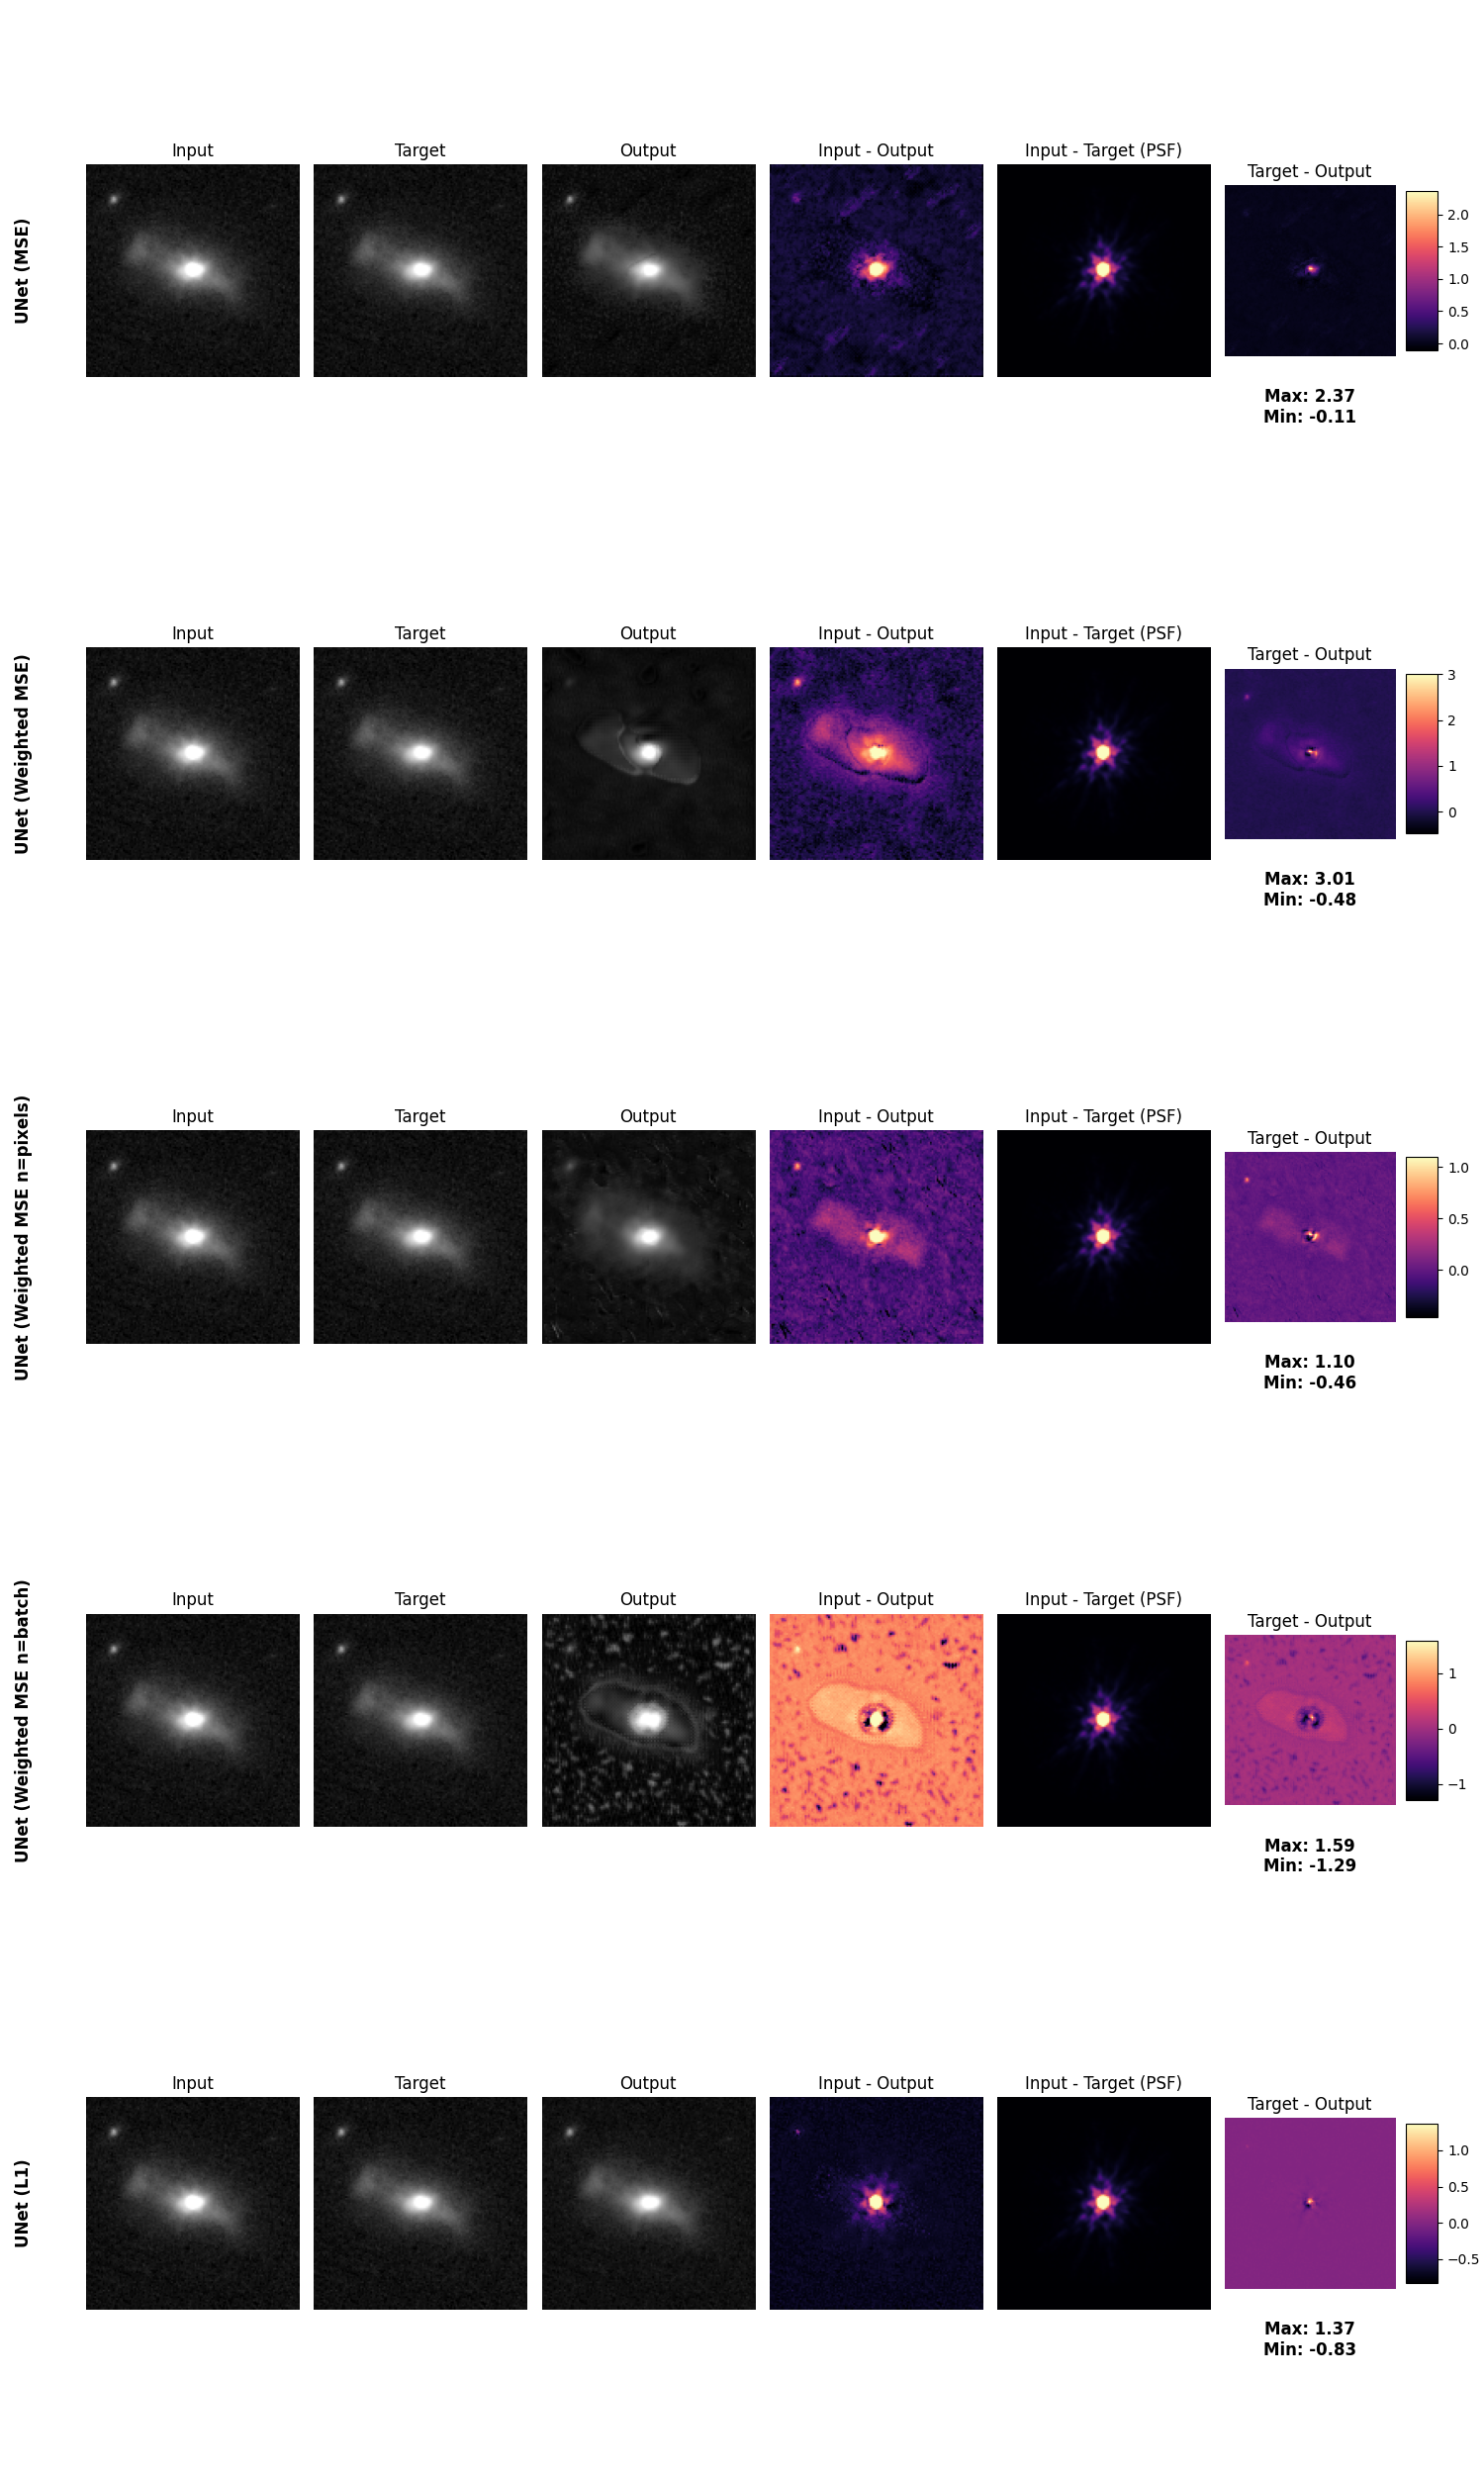 UNet (MSE)
Input
Target
Output
Input - Output
Input - Target (PSF)
Target - Output
2.0
1.5
1.0
0.5
0.0
Max: 2.37
Min: -0.11
UNet (Weighted MSE)
Input
Target
Output
Input - Output
Input - Target (PSF)
Target - Output
3
2
1
0
Max: 3.01
Min: -0.48
UNet (Weighted MSE n=pixels)
Input
Target
Output
Input - Output
Input - Target (PSF)
Target - Output
1.0
0.5
0.0
Max: 1.10
Min: -0.46
UNet (Weighted MSE n=batch)
Input
Target
Output
Input - Output
Input - Target (PSF)
Target - Output
1
0
−1
Max: 1.59
Min: -1.29
UNet (L1)
Input
Target
Output
Input - Output
Input - Target (PSF)
Target - Output
1.0
0.5
0.0
−0.5
Max: 1.37
Min: -0.83